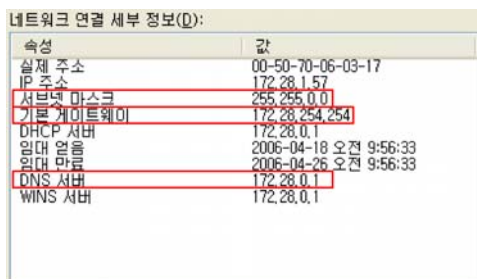 네트워크 연결 세부 정보(D):
속성 값
실제 주소 00-50-70-06-03-17
IP 주소 172,28,1,57
서브넷 마스크 255,255,0,0
기본 게이트웨이 172,28,254,254
DHCP 서버 172,28,0,1
임대 얻음 2006-04-18 오전 9:56:33
임대 만료 2006-04-26 오전 9:56:33
DNS 서버 172,28,0,1
WINS 서버 172,28,0,1